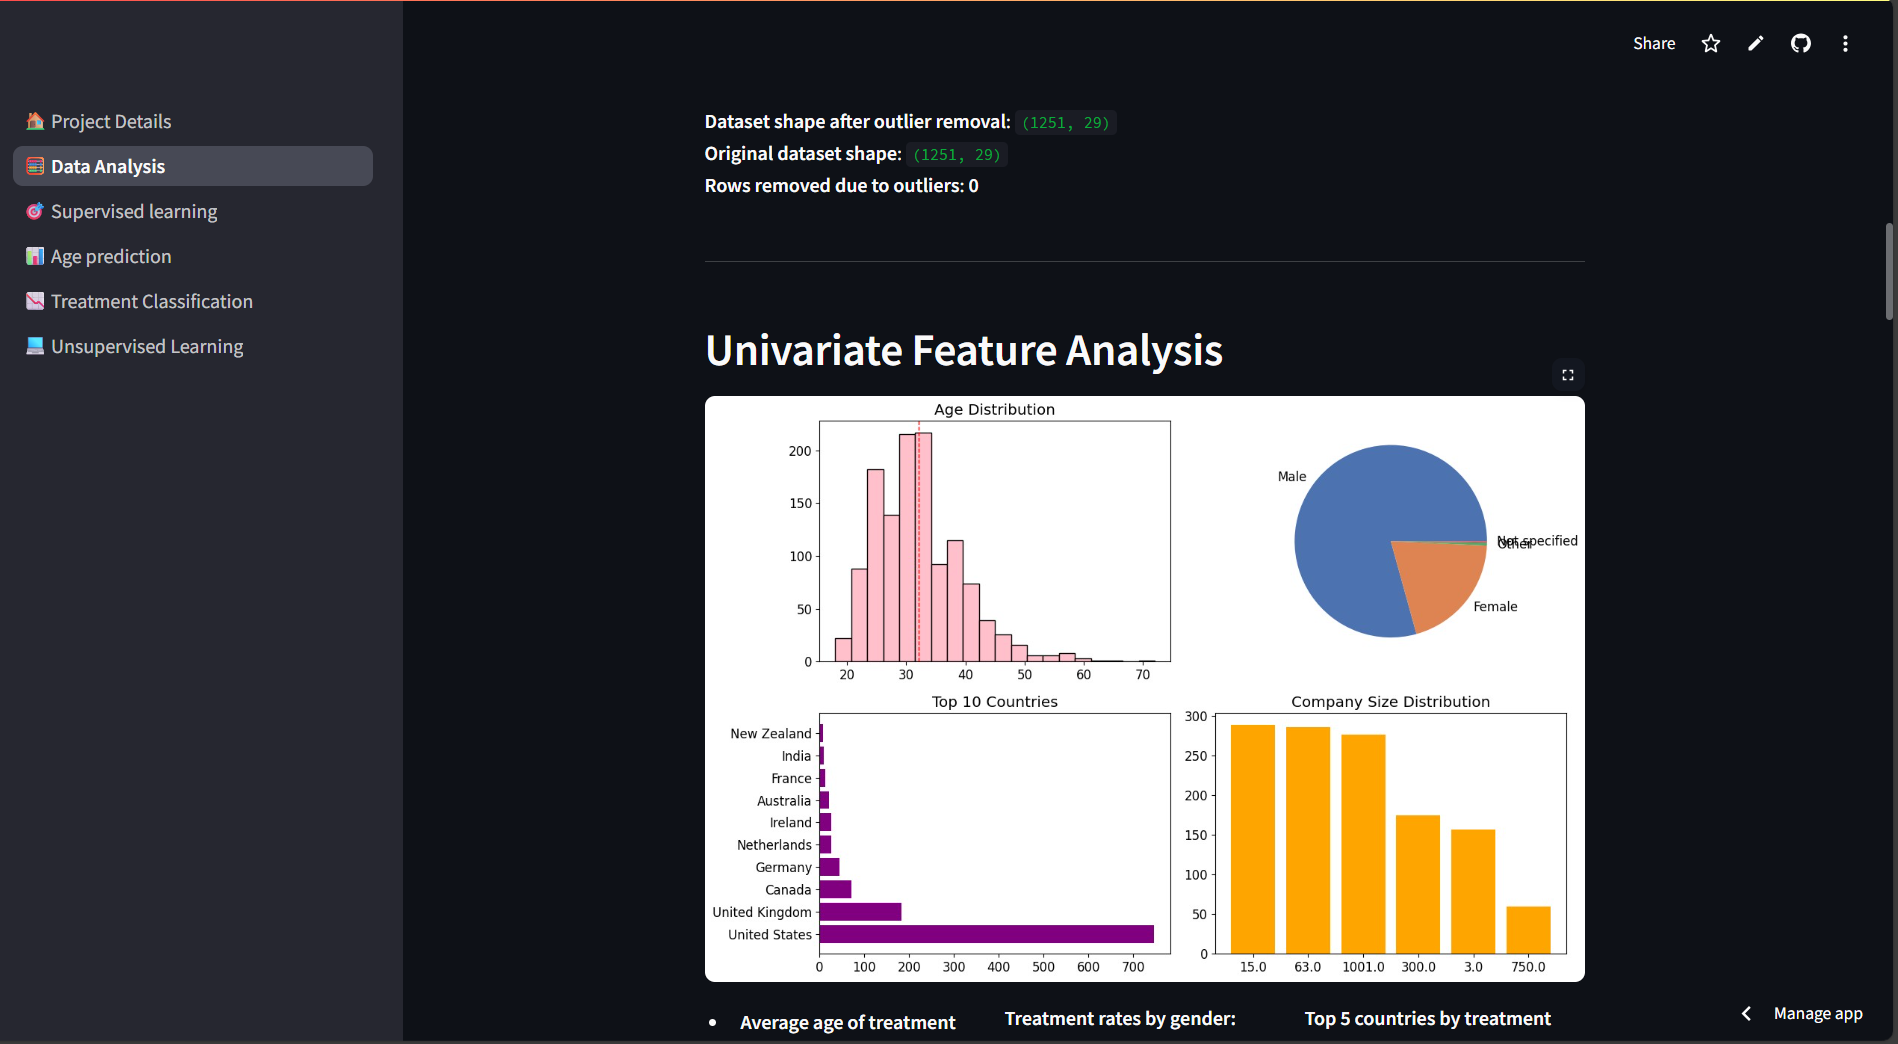 Share
Project Details
Data Analysis
Supervised learning
Age prediction
Treatment Classification
Unsupervised Learning
Dataset shape after outlier removal: (1251, 29)
Original dataset shape: (1251, 29)
Rows removed due to outliers: 0
Univariate Feature Analysis
Age Distribution
200
150
100
50
0
20 30 40 50 60 70
Male
Not specified
Other
Female
Top 10 Countries
New Zealand
India
France
Australia
Ireland
Netherlands
Germany
Canada
United Kingdom
United States
0 100 200 300 400 500 600 700
Company Size Distribution
300
250
200
150
100
50
0
15.0 63.0 1001.0 300.0 3.0 750.0
• Average age of treatment
Treatment rates by gender:
Top 5 countries by treatment
Manage app